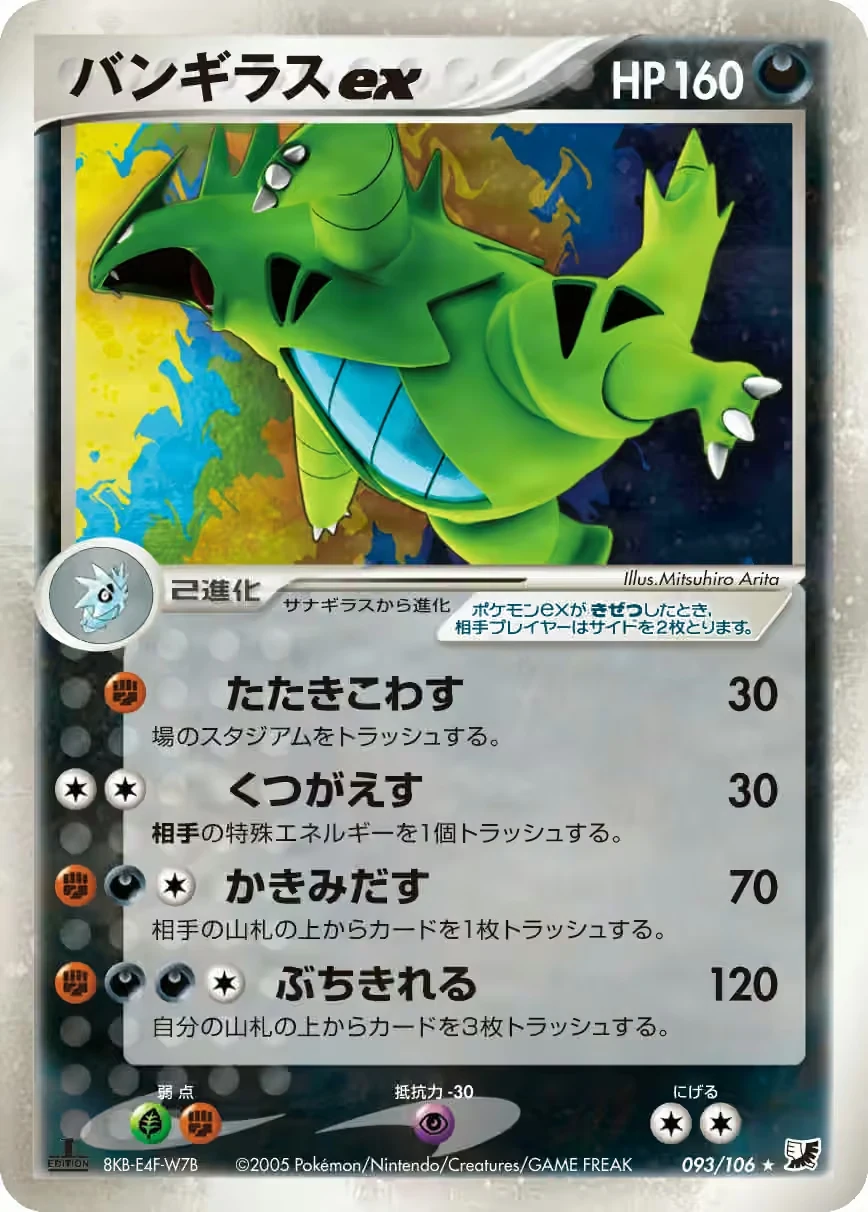 バンギラスex HP160
Illus.Mitsuhiro Arita
己進化
サナギラスから進化
ポケモンexがきぜつしたとき、
相手プレイヤーはサイドを2枚とります。
たたきこわす 30
場のスタジアムをトラッシュする。
くつがえす 30
相手の特殊エネルギーを1個トラッシュする。
かきみだす 70
相手の山札の上からカードを1枚トラッシュする。
ぶちきれる 120
自分の山札の上からカードを3枚トラッシュする。
弱点 抵抗力-30 にげる
1 EDITION 8KB-E4F-W7B ©2005 Pokémon/Nintendo/Creatures/GAME FREAK 093/106 ★